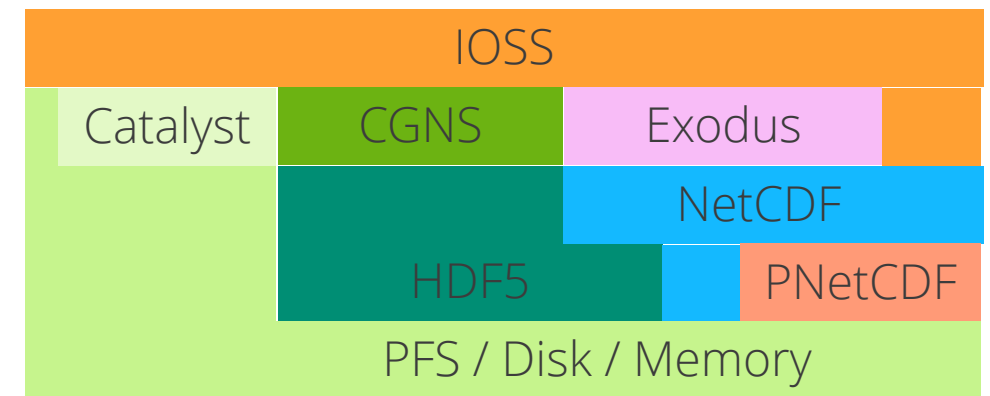 IOSS
Catalyst CGNS Exodus
NetCDF
HDF5 PNetCDF
PFS / Disk / Memory